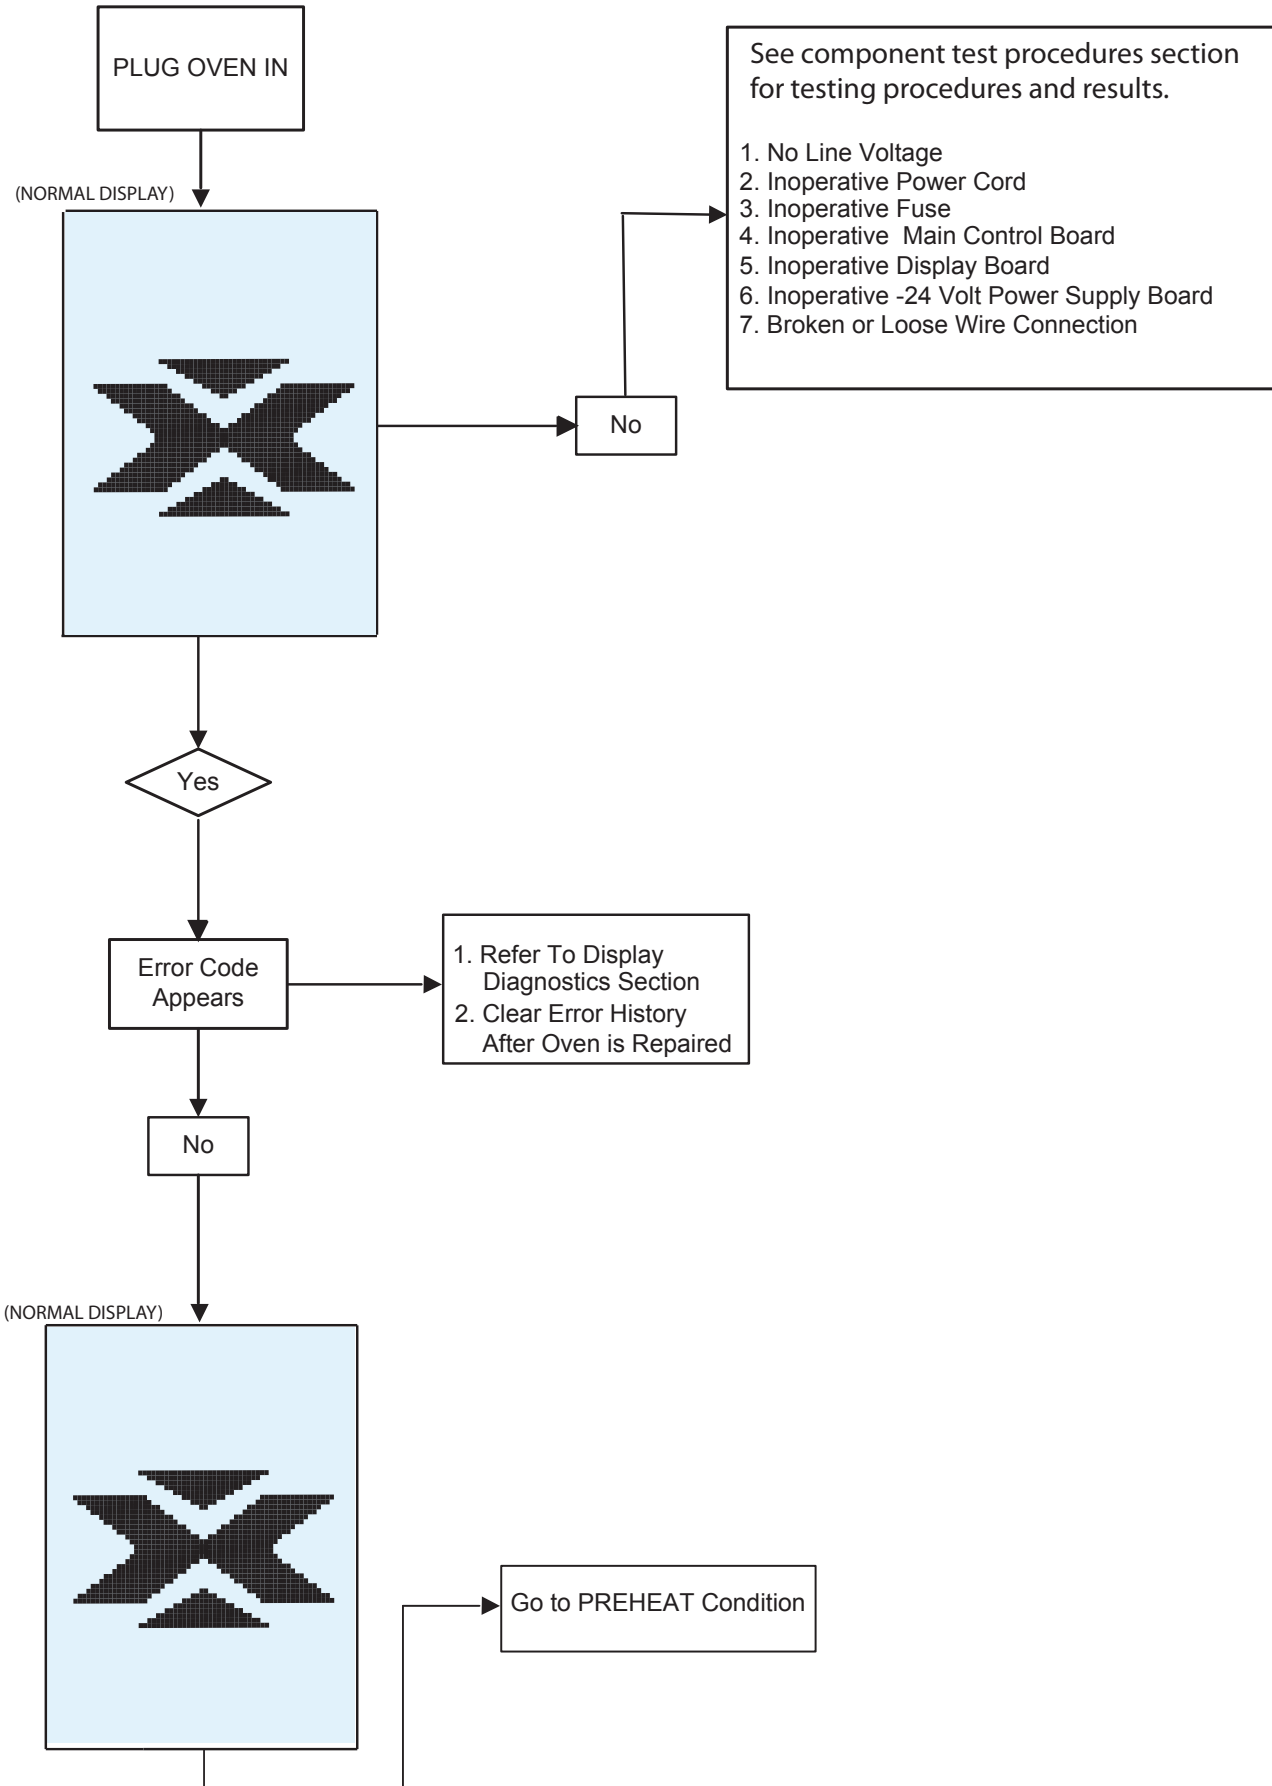 PLUG OVEN IN
See component test procedures section
for testing procedures and results.
1. No Line Voltage
2. Inoperative Power Cord
3. Inoperative Fuse
4. Inoperative  Main Control Board
5. Inoperative Display Board
6. Inoperative -24 Volt Power Supply Board
7. Broken or Loose Wire Connection
(NORMAL DISPLAY)
No
Yes
Error Code
Appears
1. Refer To Display
Diagnostics Section
2. Clear Error History
After Oven is Repaired
No
(NORMAL DISPLAY)
Go to PREHEAT Condition